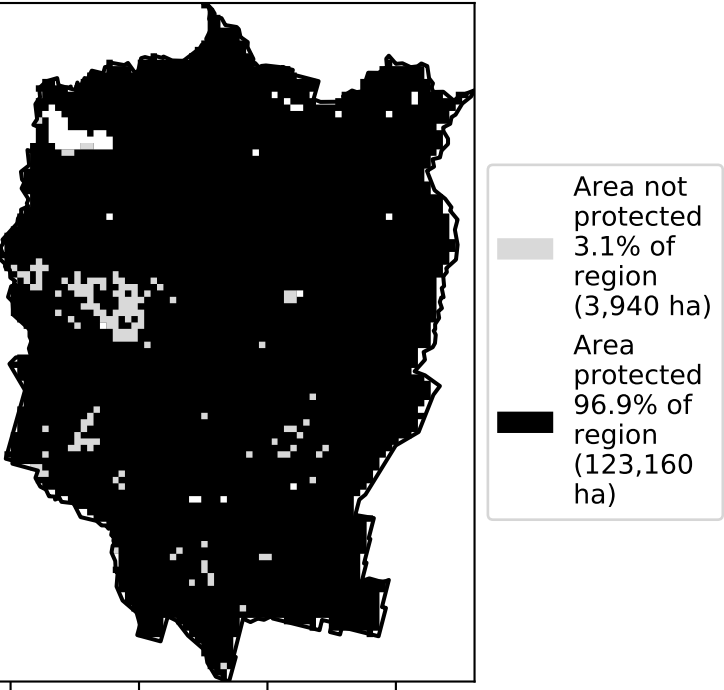 Area not
protected
3.1% of
region
(3,940 ha)
Area
protected
96.9% of
region
(123,160
ha)